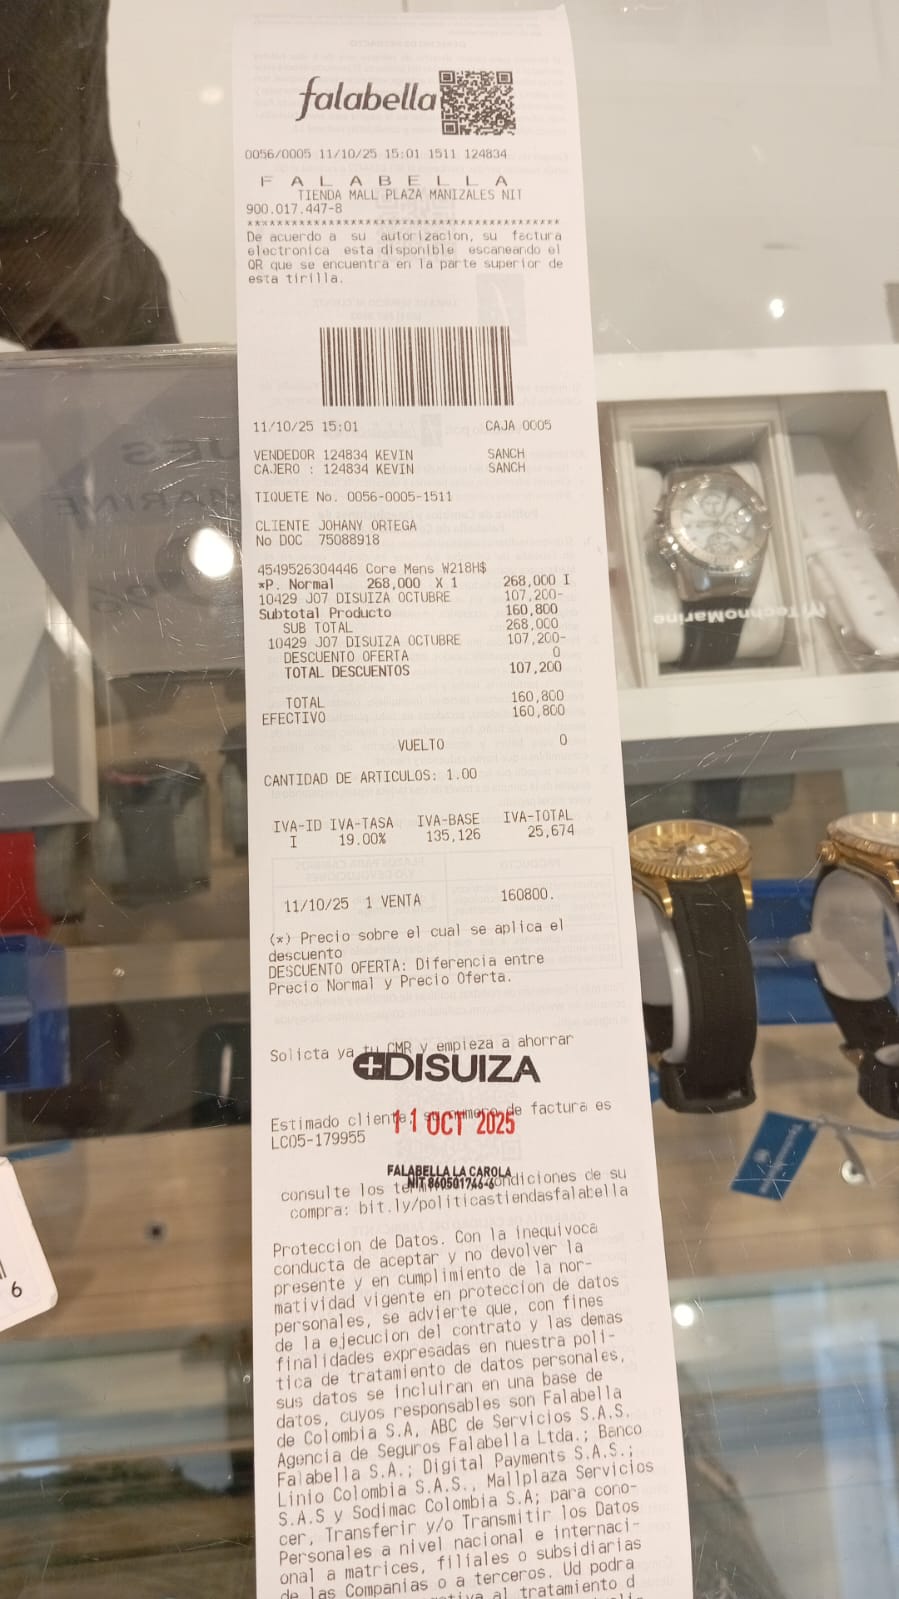 falabella
0056/0005 11/10/25 15:01 1511 124834
F A L A B E L L A
TIENDA MALL PLAZA MANIZALES NIT
900.017.447-8
De acuerdo a su autorizacion, su factura
electronica esta disponible escaneando el
QR que se encuentra en la parte superior de
esta tirilla.
11/10/25 15:01 CAJA 0005
VENDEDOR 124834 KEVIN SANCH
CAJERO : 124834 KEVIN SANCH
TIQUETE No. 0056-0005-1511
CLIENTE JOHANY ORTEGA
No DOC 75088918
4549526304446 Core Mens W218H$
*P. Normal 268,000 X 1 268,000 I
10429 J07 DISUIZA OCTUBRE 107,200-
Subtotal Producto 160,800
SUB TOTAL 268,000
10429 J07 DISUIZA OCTUBRE 107,200-
DESCUENTO OFERTA 0
TOTAL DESCUENTOS 107,200
TOTAL 160,800
EFECTIVO 160,800
VUELTO 0
CANTIDAD DE ARTICULOS: 1.00
IVA-ID IVA-TASA IVA-BASE IVA-TOTAL
I 19.00% 135,126 25,674
11/10/25 1 VENTA 160800.
(*) Precio sobre el cual se aplica el
descuento
DESCUENTO OFERTA: Diferencia entre
Precio Normal y Precio Oferta.
Solicta ya tu CMR y empieza a ahorrar
DISUIZA
Estimado cliente, su numero de factura es
11 OCT 2025
LC05-179955
FALABELLA LA CAROLA
NIT 860501746-6
consulte los condiciones de su
compra: bit.ly/politicastiendasfalabella
Proteccion de Datos. Con la inequivoca
conducta de aceptar y no devolver la
presente y en cumplimiento de la nor-
matividad vigente en proteccion de datos
personales, se advierte que, con fines
de la ejecucion del contrato y las demas
finalidades expresadas en nuestra poli-
tica de tratamiento de datos personales,
sus datos se incluiran en una base de
datos, cuyos responsables son Falabella
de Colombia S.A, ABC de Servicios S.A.S.
Agencia de Seguros Falabella Ltda.; Banco
Falabella S.A.; Digital Payments S.A.S.;
Linio Colombia S.A.S., Mallplaza Servicios
S.A.S y Sodimac Colombia S.A; para cono-
cer, Transferir y/o Transmitir los Datos
Personales a nivel nacional e internaci-
onal a matrices, filiales o subsidiarias
de las Companias o a terceros. Ud podra
al tratamiento d
TechnoMarine
6